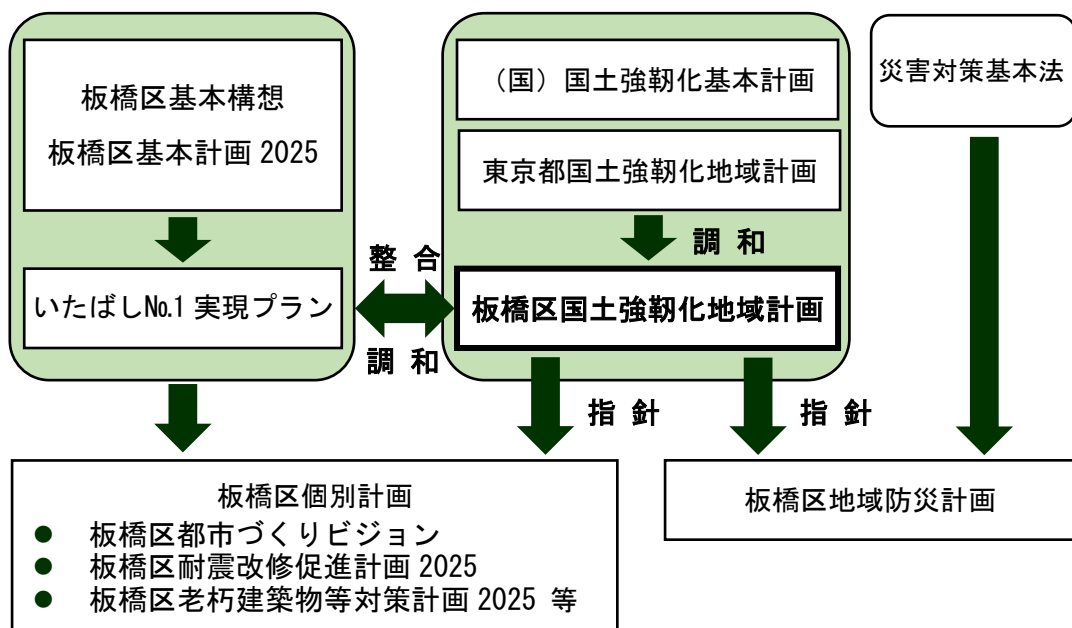 板橋区基本構想
板橋区基本計画 2025
いたばし№1 実現プラン
整 合
調 和
（国）国土強靭化基本計画
東京都国土強靭化地域計画
調 和
板橋区国土強靭化地域計画
災害対策基本法
指 針
指 針
板橋区個別計画
● 板橋区都市づくりビジョン
● 板橋区耐震改修促進計画 2025
● 板橋区老朽建築物等対策計画 2025 等
板橋区地域防災計画